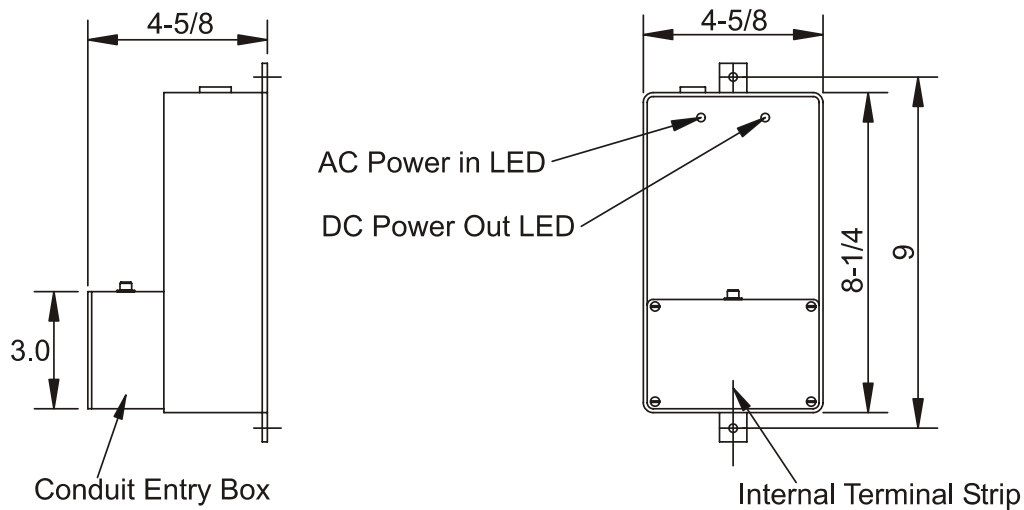 4-5/8
4-5/8
AC Power in LED
DC Power Out LED
8-1/4
9
3.0
Conduit Entry Box
Internal Terminal Strip